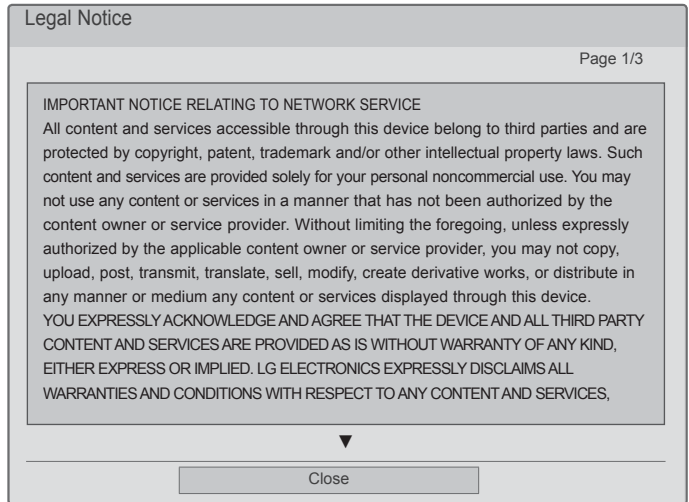 Legal Notice
Page 1/3
IMPORTANT NOTICE RELATING TO NETWORK SERVICE
All content and services accessible through this device belong to third parties and are
protected by copyright, patent, trademark and/or other intellectual property laws. Such
content and services are provided solely for your personal noncommercial use. You may
not use any content or services in a manner that has not been authorized by the
content owner or service provider. Without limiting the foregoing, unless expressly
authorized by the applicable content owner or service provider, you may not copy,
upload, post, transmit, translate, sell, modify, create derivative works, or distribute in
any manner or medium any content or services displayed through this device.
YOU EXPRESSLY ACKNOWLEDGE AND AGREE THAT THE DEVICE AND ALL THIRD PARTY
CONTENT AND SERVICES ARE PROVIDED AS IS WITHOUT WARRANTY OF ANY KIND,
EITHER EXPRESS OR IMPLIED. LG ELECTRONICS EXPRESSLY DISCLAIMS ALL
WARRANTIES AND CONDITIONS WITH RESPECT TO ANY CONTENT AND SERVICES,
▼
Close